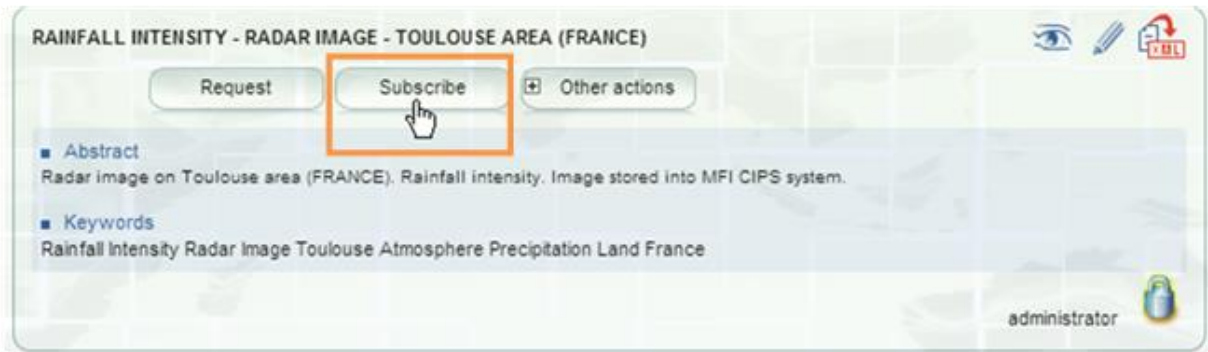 RAINFALL INTENSITY - RADAR IMAGE - TOULOUSE AREA (FRANCE)
XML
Request Subscribe Other actions
Abstract
Radar image on Toulouse area (FRANCE). Rainfall intensity. Image stored into MFI CIPS system.
Keywords
Rainfall Intensity Radar Image Toulouse Atmosphere Precipitation Land France
administrator